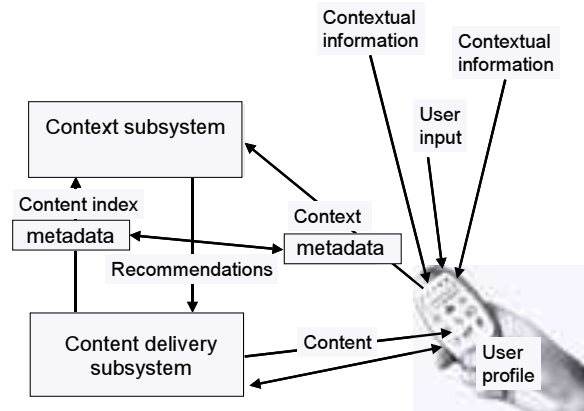 Contextual
information
Contextual
information
User
input
Context subsystem
Content index
metadata
Context
metadata
Recommendations
Content delivery
subsystem
Content
User
profile